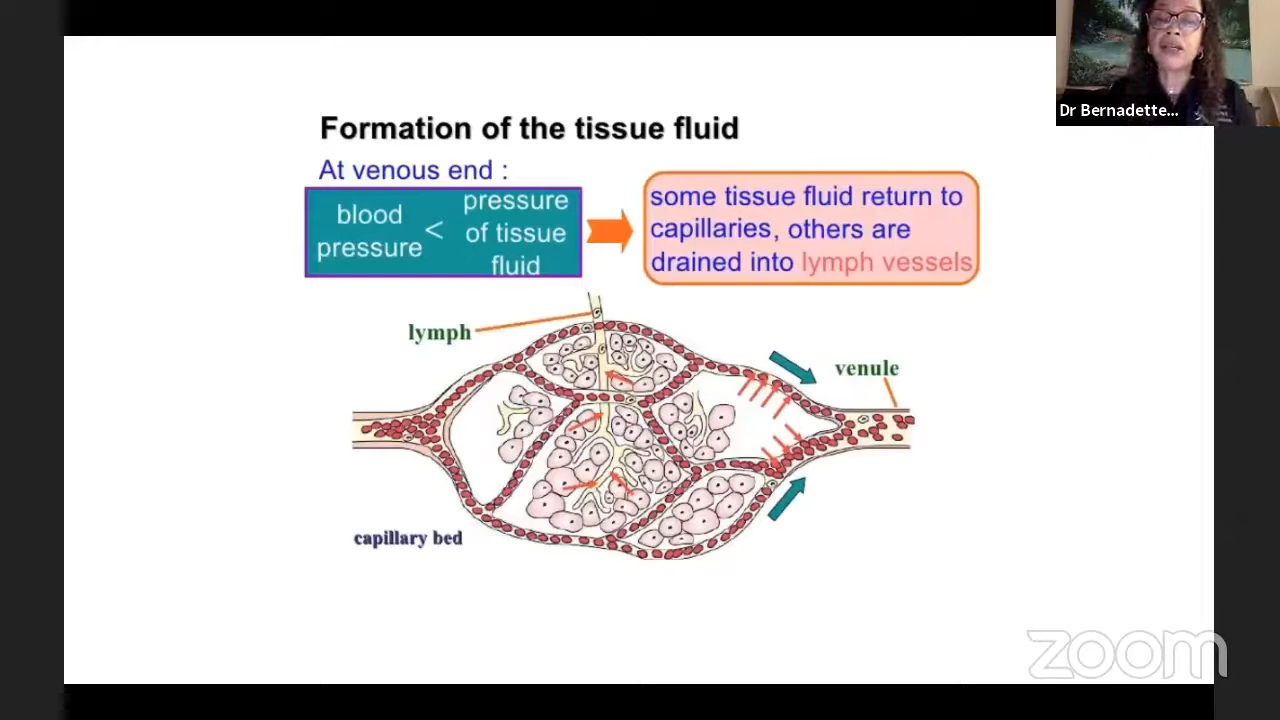 Dr Bernadette...
Formation of the tissue fluid
At venous end :
blood
pressure
<
pressure
of tissue
fluid
some tissue fluid return to
capillaries, others are
drained into lymph vessels
lymph
venule
capillary bed
zoom